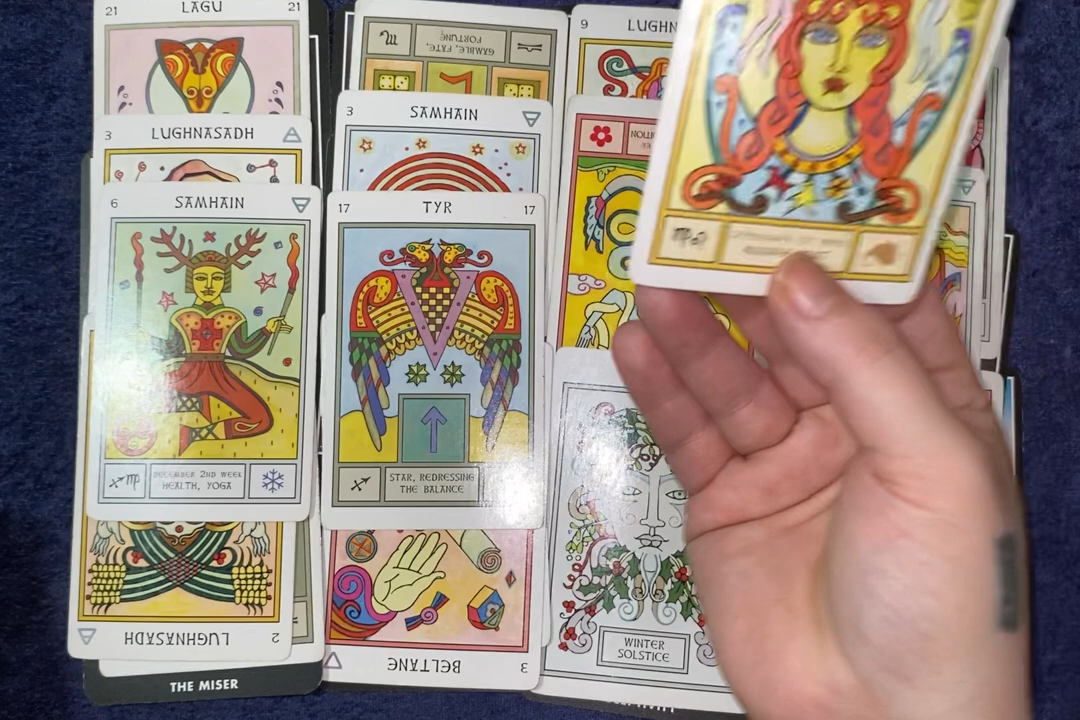 21 LAGU 21
GAMBLE, FATE,
FORTUNE
9 LUGHN
3 LUGHNASADH
3 SAMHAIN
6 SAMHAIN
17 TYR 17
DECEMBER 2ND WEEK
HEALTH, YOGA
STAR, REDRESSING
THE BALANCE
LUGHNASADH 2
BELTANE 3
WINTER
SOLSTICE
THE MISER